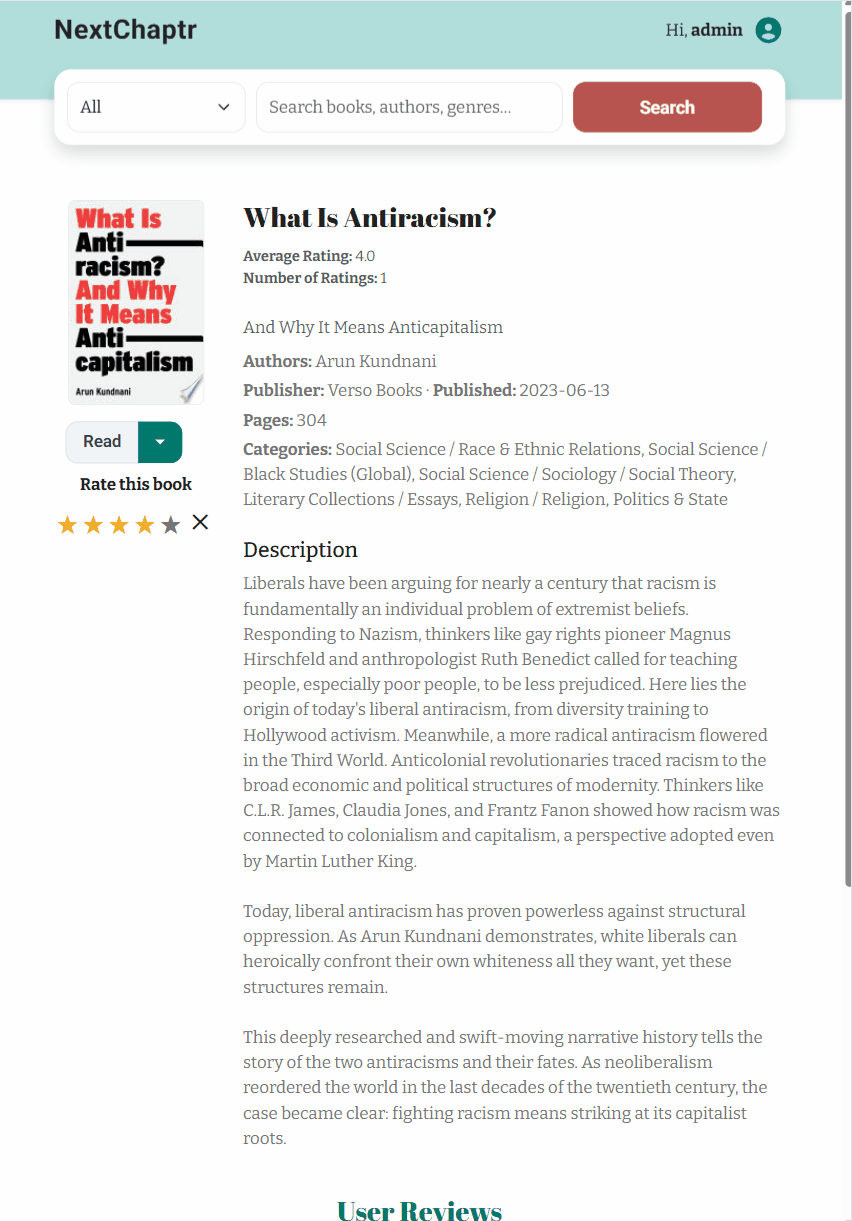 NextChaptr
Hi, admin
All
Search books, authors, genres...
Search
What Is
Anti
racism?
And Why
It Means
Anti
capitalism
Arun Kundnani
Read
Rate this book
What Is Antiracism?
Average Rating: 4.0
Number of Ratings: 1
And Why It Means Anticapitalism
Authors: Arun Kundnani
Publisher: Verso Books · Published: 2023-06-13
Pages: 304
Categories: Social Science / Race & Ethnic Relations, Social Science /
Black Studies (Global), Social Science / Sociology / Social Theory,
Literary Collections / Essays, Religion / Religion, Politics & State
Description
Liberals have been arguing for nearly a century that racism is
fundamentally an individual problem of extremist beliefs.
Responding to Nazism, thinkers like gay rights pioneer Magnus
Hirschfeld and anthropologist Ruth Benedict called for teaching
people, especially poor people, to be less prejudiced. Here lies the
origin of today's liberal antiracism, from diversity training to
Hollywood activism. Meanwhile, a more radical antiracism flowered
in the Third World. Anticolonial revolutionaries traced racism to the
broad economic and political structures of modernity. Thinkers like
C.L.R. James, Claudia Jones, and Frantz Fanon showed how racism was
connected to colonialism and capitalism, a perspective adopted even
by Martin Luther King.
Today, liberal antiracism has proven powerless against structural
oppression. As Arun Kundnani demonstrates, white liberals can
heroically confront their own whiteness all they want, yet these
structures remain.
This deeply researched and swift-moving narrative history tells the
story of the two antiracisms and their fates. As neoliberalism
reordered the world in the last decades of the twentieth century, the
case became clear: fighting racism means striking at its capitalist
roots.
User Reviews